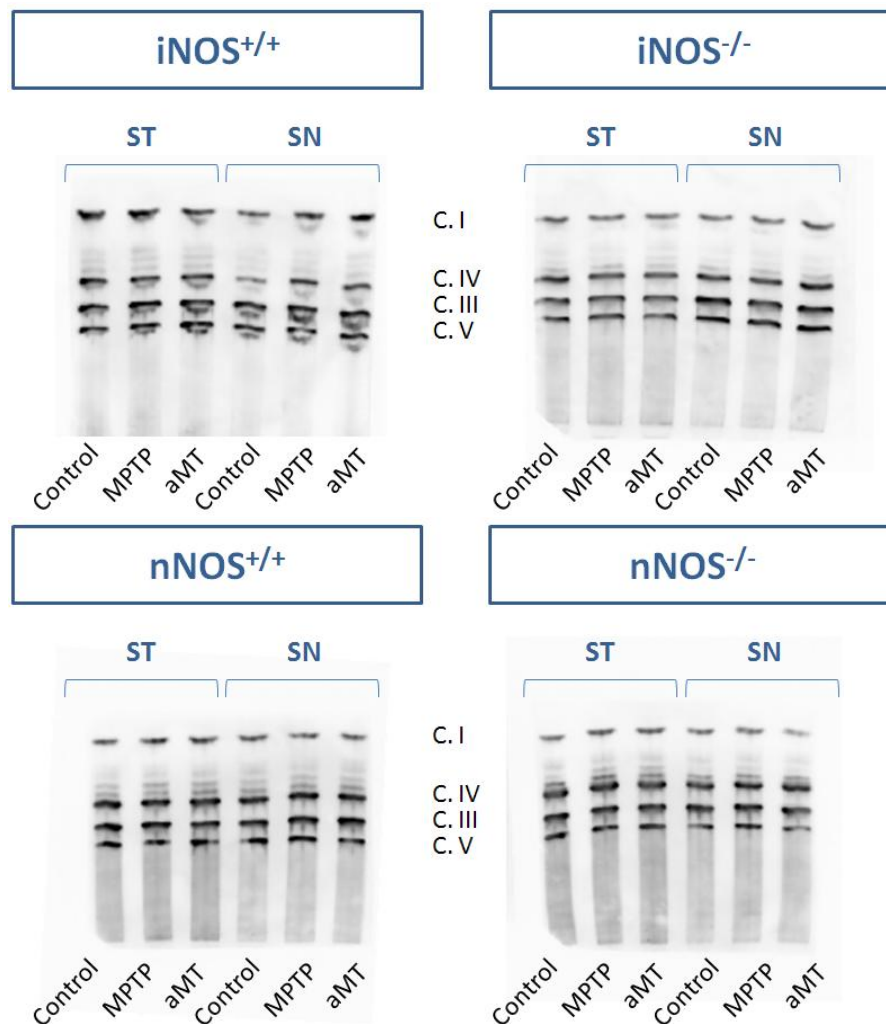 iNOS+/+
iNOS-/-
ST SN
ST SN
C. I
C. IV
C. III
C. V
Control MPTP aMT Control MPTP aMT
Control MPTP aMT Control MPTP aMT
nNOS+/+
nNOS-/-
ST SN
ST SN
C. I
C. IV
C. III
C. V
Control MPTP aMT Control MPTP aMT
Control MPTP aMT Control MPTP aMT